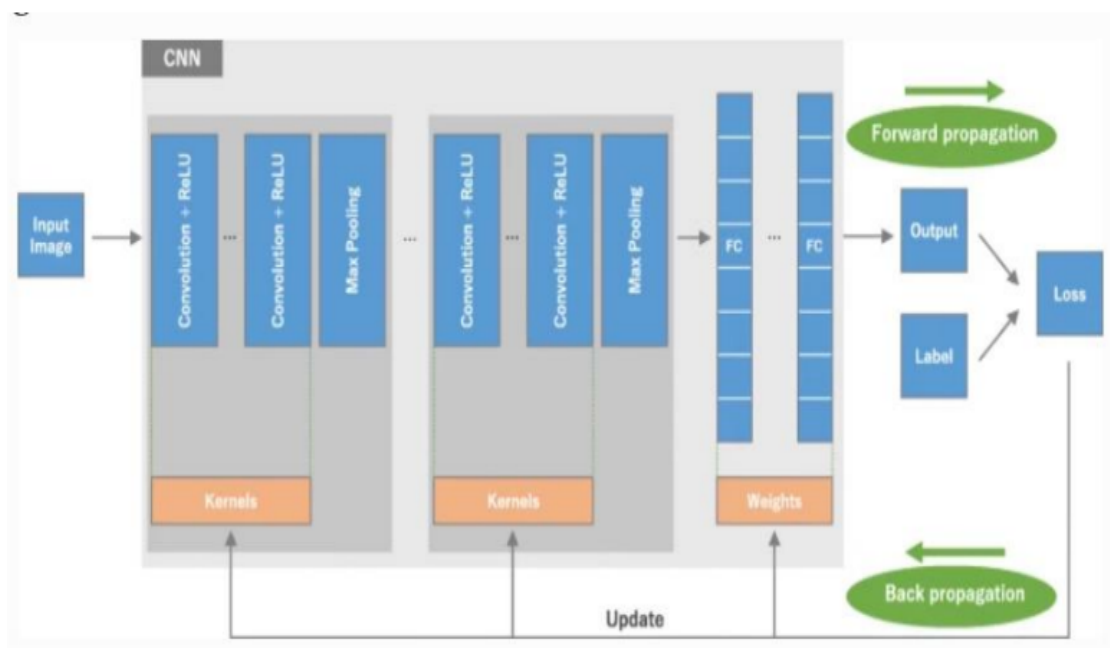 CNN
Forward propagation
Input
Image
Convolution + ReLU
...
Convolution + ReLU
Max Pooling
...
Convolution + ReLU
...
Convolution + ReLU
Max Pooling
FC
...
FC
Output
Label
Loss
Kernels
Kernels
Weights
Back propagation
Update